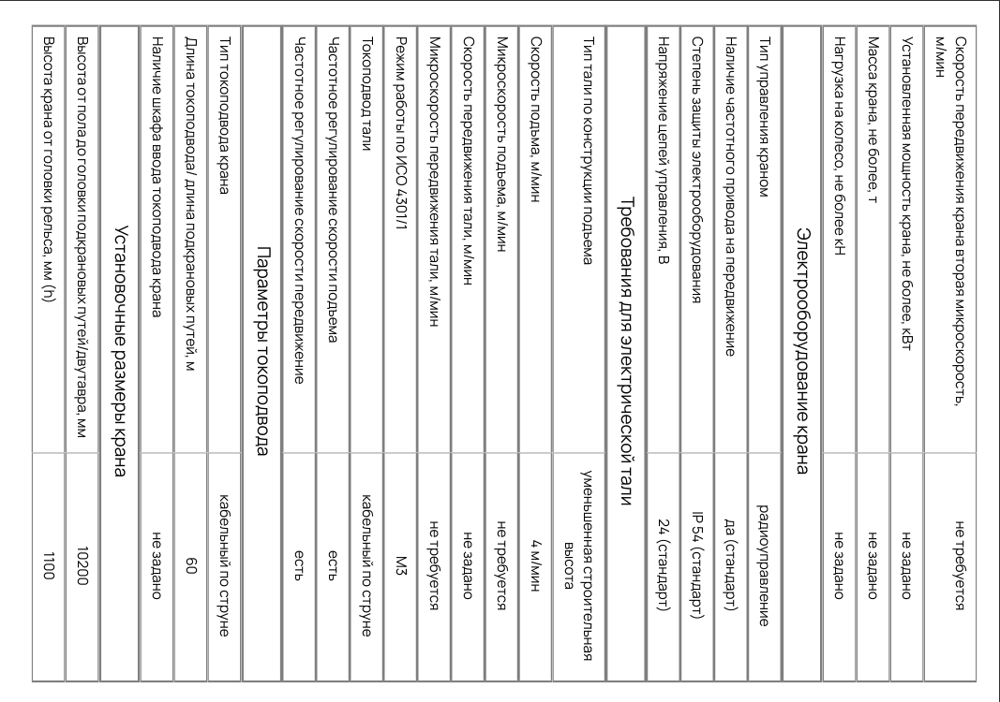 Скорость передвижения крана вторая микроскорость,
м/мин
не требуется
Установленная мощность крана, не более, кВт
не задано
Масса крана, не более, т
не задано
Нагрузка на колесо, не более кН
не задано
Электрооборудование крана
Тип управления краном
радиоуправление
Наличие частотного привода на передвижение
да (стандарт)
Степень защиты электрооборудования
IP 54 (стандарт)
Напряжение цепей управления, В
24 (стандарт)
Требования для электрической тали
Тип тали по конструкции подъема
уменьшенная строительная
высота
Скорость подъма, м/мин
4 м/мин
Микроскорость подъема, м/мин
не требуется
Скорость передвижения тали, м/мин
не задано
Микроскорость передвижения тали, м/мин
не требуется
Режим работы по ИСО 4301/1
М3
Токоподвод тали
кабельный по струне
Частотное регулирование скорости подъема
есть
Частотное регулирование скорости передвижение
есть
Параметры токоподвода
Тип токоподвода крана
кабельный по струне
Длина токоподвода/ длина подкрановых путей, м
60
Наличие шкафа ввода токоподвода крана
не задано
Установочные размеры крана
Высота от пола до головки подкрановых путей/двутавра, мм
10200
Высота крана от головки рельса, мм (h)
1100